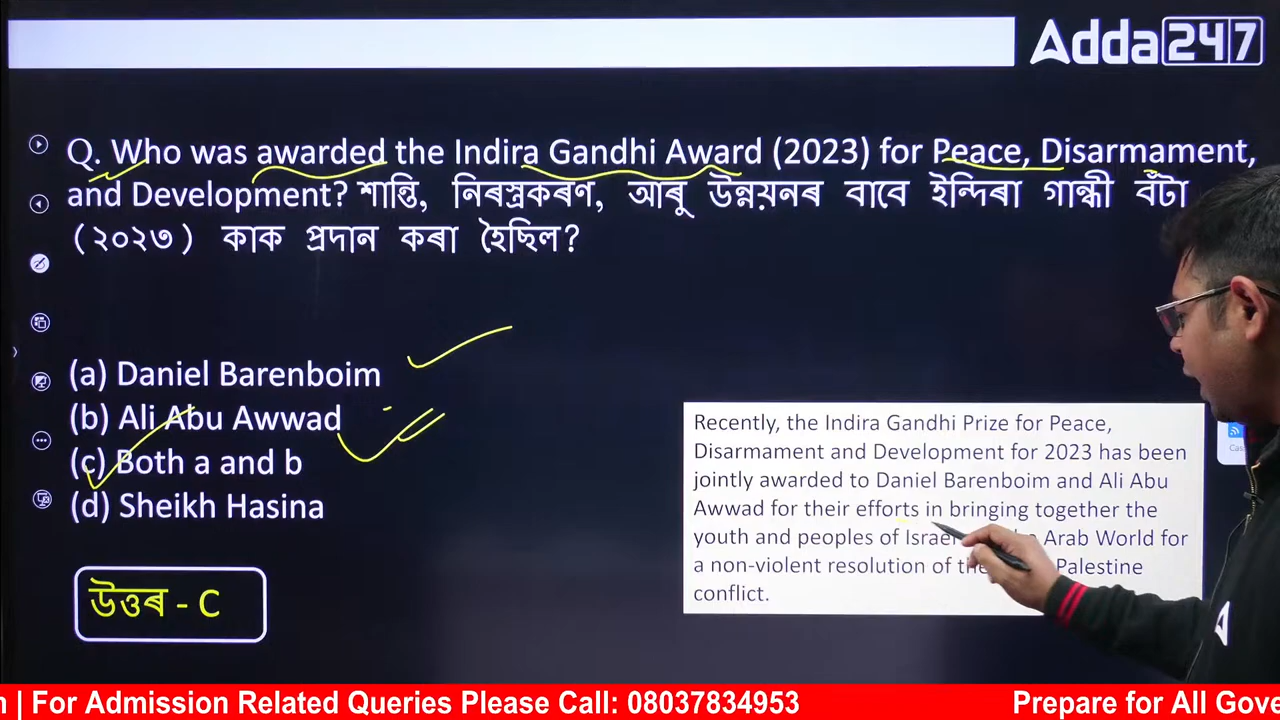 Adda247
Q. Who was awarded the Indira Gandhi Award (2023) for Peace, Disarmament,
and Development? শান্তি, নিৰস্ত্ৰকৰণ, আৰু উন্নয়নৰ বাবে ইন্দিৰা গান্ধী বঁটা
(২০২৩) কাক প্ৰদান কৰা হৈছিল?
(a) Daniel Barenboim
(b) Ali Abu Awwad
(c) Both a and b
(d) Sheikh Hasina
উত্তৰ - C
Recently, the Indira Gandhi Prize for Peace,
Disarmament and Development for 2023 has been
jointly awarded to Daniel Barenboim and Ali Abu
Awwad for their efforts in bringing together the
youth and peoples of Arab World for
a non-violent resolution of Palestine
conflict.
| For Admission Related Queries Please Call: 08037834953 Prepare for All